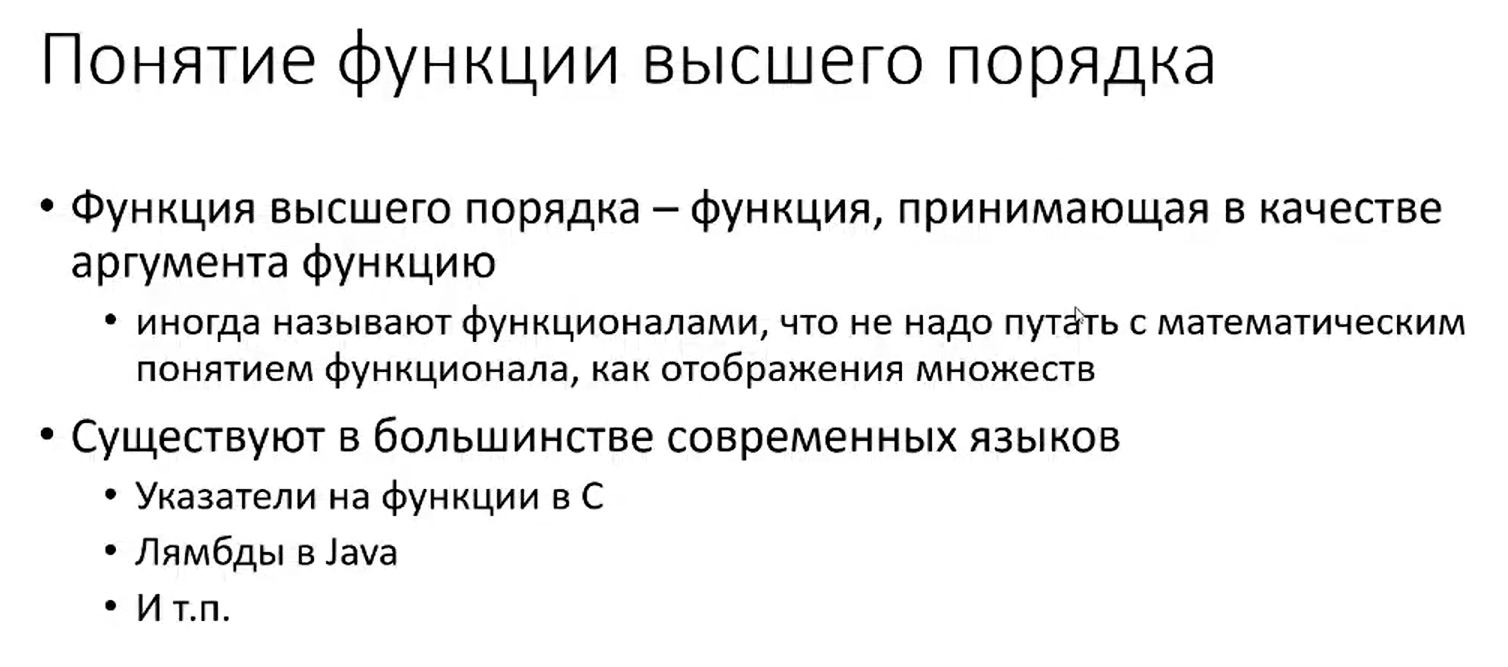 Понятие функции высшего порядка
• Функция высшего порядка – функция, принимающая в качестве
аргумента функцию
• иногда называют функционалами, что не надо путать с математическим
понятием функционала, как отображения множеств
• Существуют в большинстве современных языков
• Указатели на функции в С
• Лямбды в Java
• И т.п.